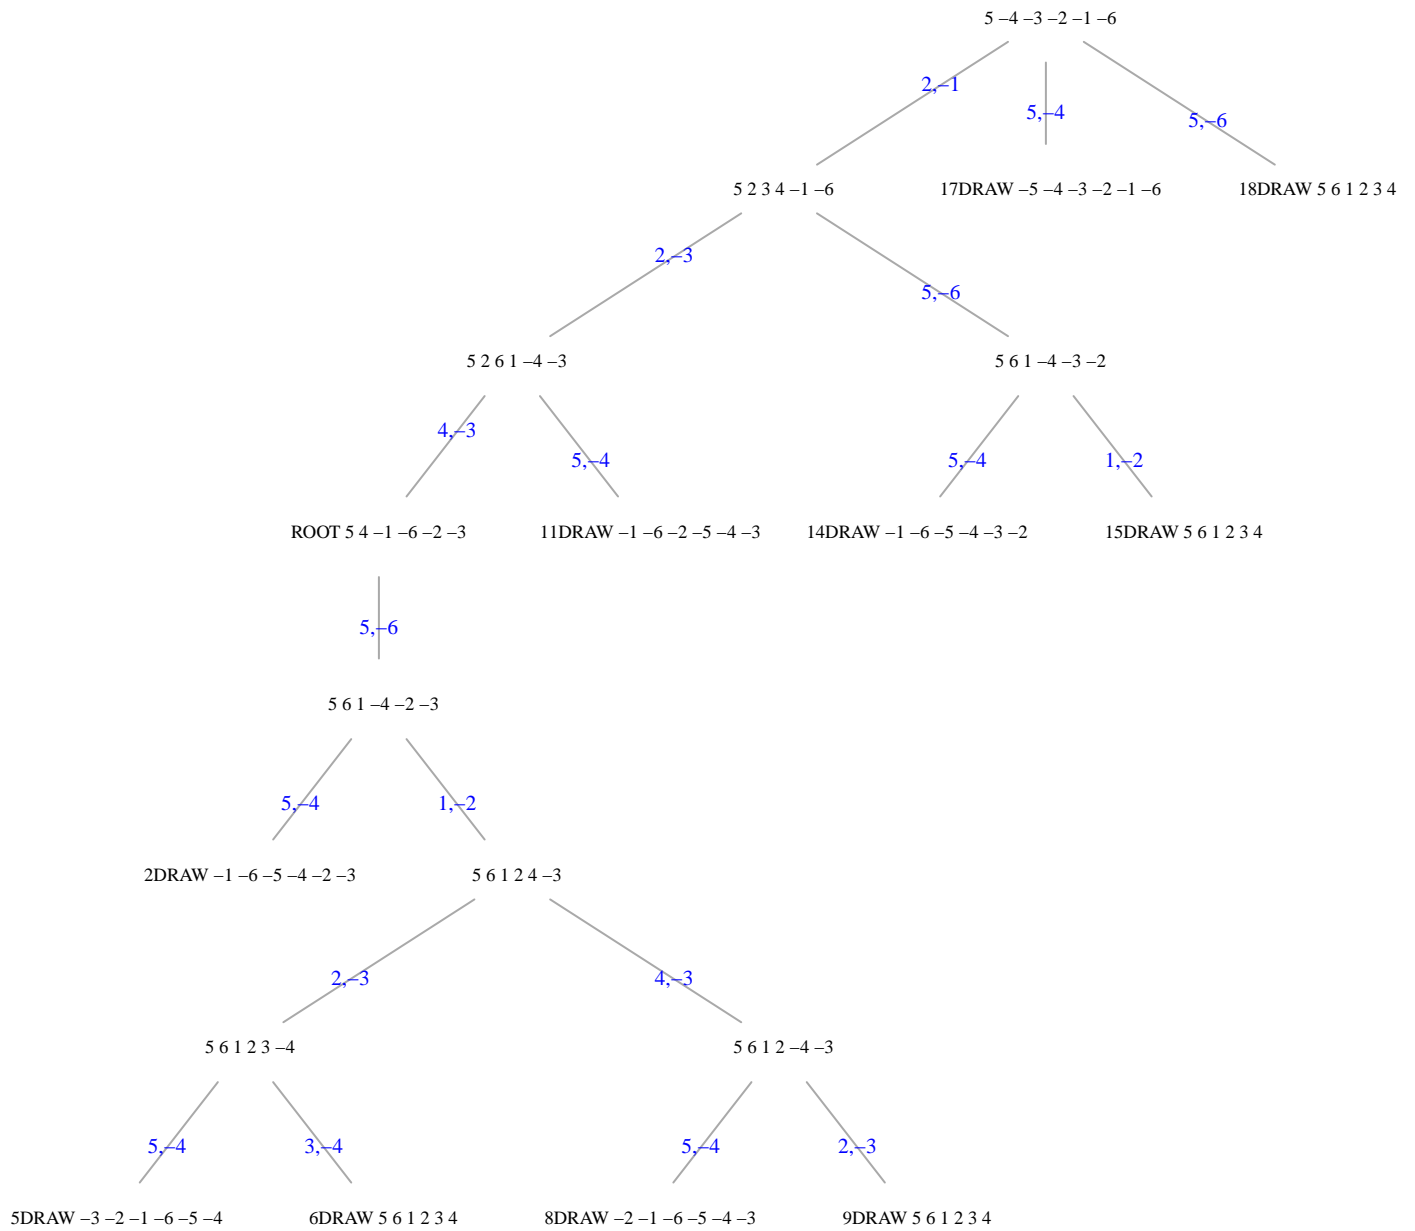 5 –4 –3 –2 –1 –6
2,–1
5,–4
5,–6
5 2 3 4 –1 –6
17DRAW –5 –4 –3 –2 –1 –6
18DRAW 5 6 1 2 3 4
2,–3
5,–6
5 2 6 1 –4 –3
5 6 1 –4 –3 –2
4,–3
5,–4
5,–4
1,–2
ROOT 5 4 –1 –6 –2 –3
11DRAW –1 –6 –2 –5 –4 –3
14DRAW –1 –6 –5 –4 –3 –2
15DRAW 5 6 1 2 3 4
5,–6
5 6 1 –4 –2 –3
5,–4
1,–2
2DRAW –1 –6 –5 –4 –2 –3
5 6 1 2 4 –3
2,–3
4,–3
5 6 1 2 3 –4
5 6 1 2 –4 –3
5,–4
3,–4
5,–4
2,–3
5DRAW –3 –2 –1 –6 –5 –4
6DRAW 5 6 1 2 3 4
8DRAW –2 –1 –6 –5 –4 –3
9DRAW 5 6 1 2 3 4